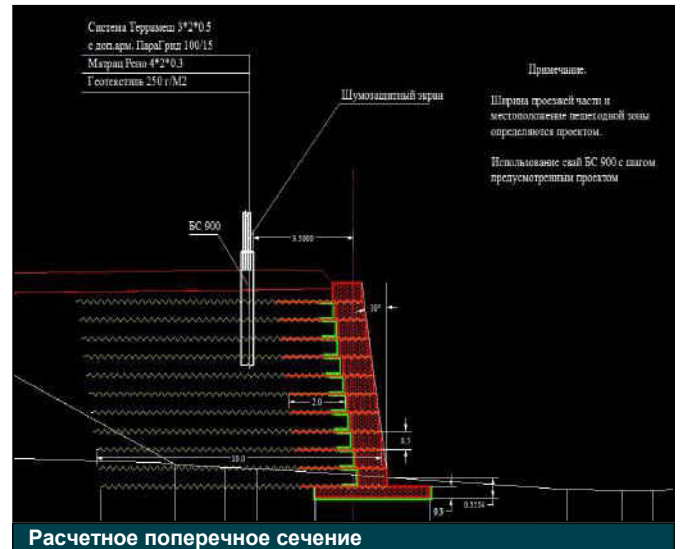 Система Террамеш 3*2*0.5
с доп.арм. ПараГрид 100/15
Матрац Рено 4*2*0.3
Геотекстиль 250 г/М2
Шумозащитный экран
Примечание:
Ширина проезжей части и
местоположение пешеходной зоны
определяются проектом.
Использование свай БС 900 с шагом
предусмотренным проектом
БС 900
3.5000
10°
2.0
0.5
10.0
0.3
Расчетное поперечное сечение